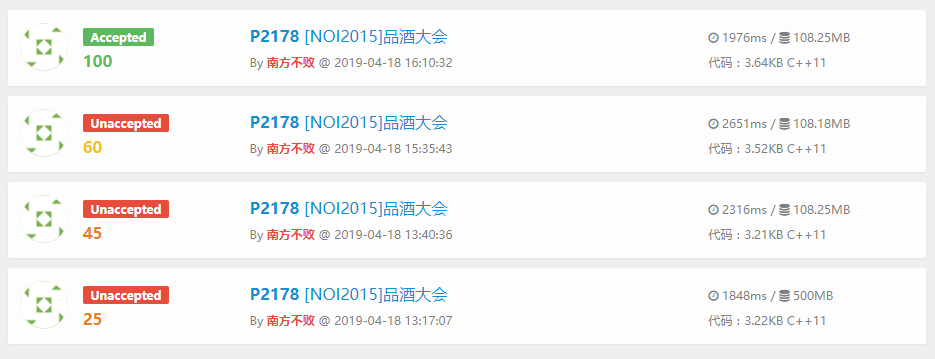 Accepted
100
P2178 [NOI2015]品酒大会
By 南方不败 @ 2019-04-18 16:10:32
1976ms / 108.25MB
代码：3.64KB C++11
Unaccepted
60
P2178 [NOI2015]品酒大会
By 南方不败 @ 2019-04-18 15:35:43
2651ms / 108.18MB
代码：3.52KB C++11
Unaccepted
45
P2178 [NOI2015]品酒大会
By 南方不败 @ 2019-04-18 13:40:36
2316ms / 108.25MB
代码：3.21KB C++11
Unaccepted
25
P2178 [NOI2015]品酒大会
By 南方不败 @ 2019-04-18 13:17:07
1848ms / 500MB
代码：3.22KB C++11